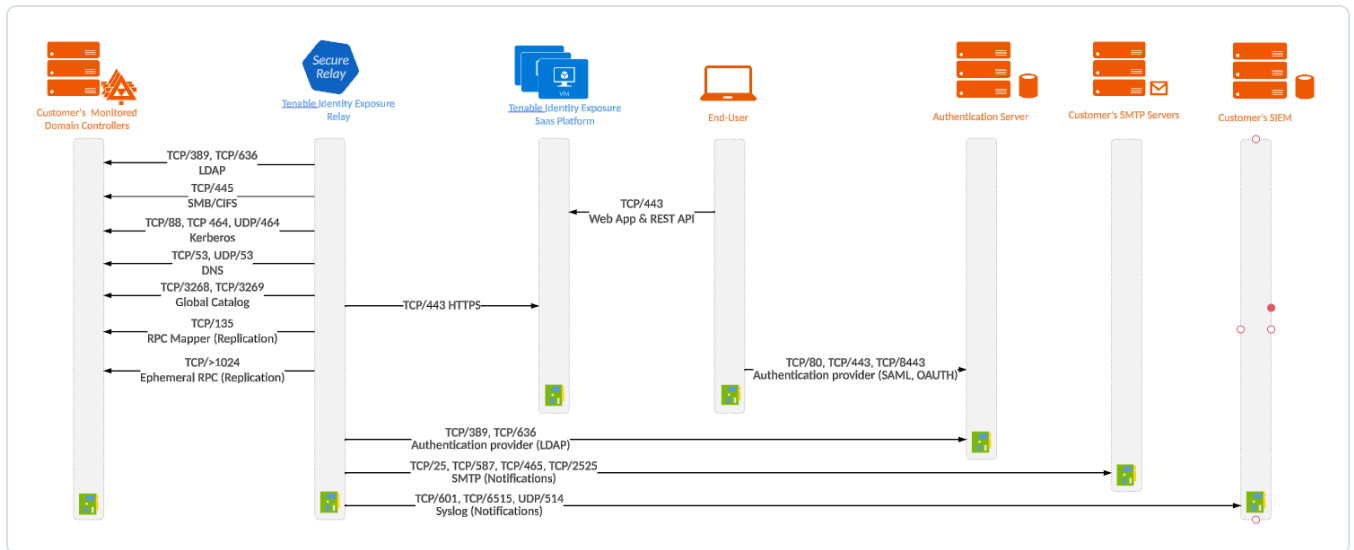 Secure
Relay
VM
Customer's Monitored
Domain Controllers
Tenable Identity Exposure
Relay
Tenable Identity Exposure
Saas Platform
End-User
Authentication Server
Customer's SMTP Servers
Customer's SIEM
TCP/389, TCP/636
LDAP
TCP/445
SMB/CIFS
TCP/443
Web App & REST API
TCP/88, TCP 464, UDP/464
Kerberos
TCP/53, UDP/53
DNS
TCP/3268, TCP/3269
Global Catalog
TCP/443 HTTPS
TCP/135
RPC Mapper (Replication)
TCP/>1024
Ephemeral RPC (Replication)
TCP/80, TCP/443, TCP/8443
Authentication provider (SAML, OAUTH)
TCP/389, TCP/636
Authentication provider (LDAP)
TCP/25, TCP/587, TCP/465, TCP/2525
SMTP (Notifications)
TCP/601, TCP/6515, UDP/514
Syslog (Notifications)